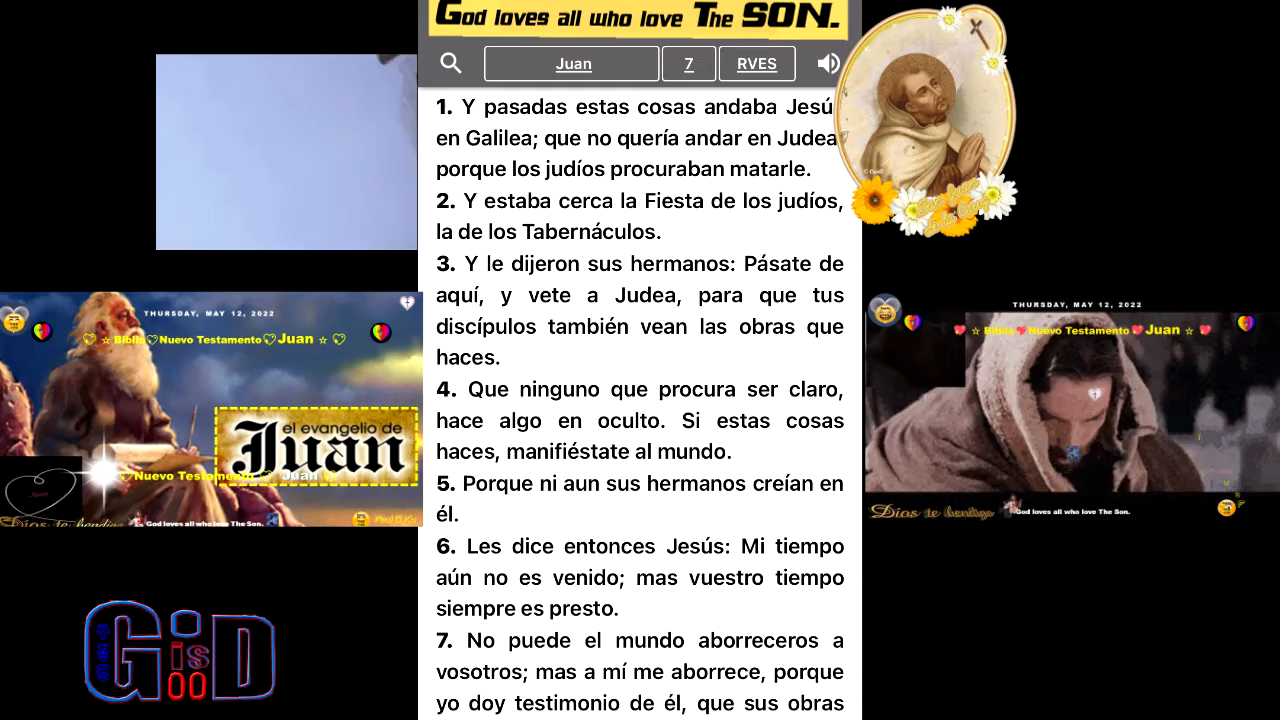 God loves all who love The SON.
Juan 7 RVES
1. Y pasadas estas cosas andaba Jesú
en Galilea; que no quería andar en Judea
porque los judíos procuraban matarle.
2. Y estaba cerca la Fiesta de los judíos,
la de los Tabernáculos.
3. Y le dijeron sus hermanos: Pásate de
aquí, y vete a Judea, para que tus
discípulos también vean las obras que
haces.
4. Que ninguno que procura ser claro,
hace algo en oculto. Si estas cosas
haces, manifiéstate al mundo.
5. Porque ni aun sus hermanos creían en
él.
6. Les dice entonces Jesús: Mi tiempo
aún no es venido; mas vuestro tiempo
siempre es presto.
7. No puede el mundo aborreceros a
vosotros; mas a mí me aborrece, porque
yo doy testimonio de él, que sus obras
THURSDAY, MAY 12, 2022
Biblia Nuevo Testamento Juan
el evangelio de
Juan
Nuevo Testamento Juan
Dios te bendiga
God loves all who love The Son.
GOD is
THURSDAY, MAY 12, 2022
Biblia Nuevo Testamento Juan
Dios te bendiga
God loves all who love The Son.